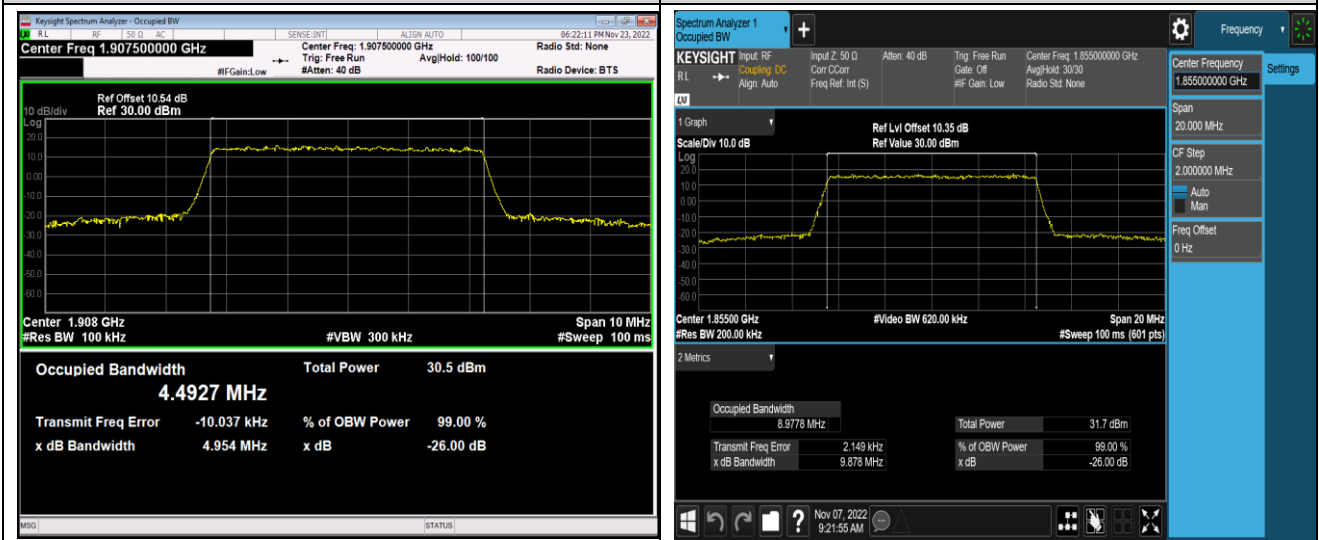 Keysight Spectrum Analyzer - Occupied BW
RL RF 50 Ω AC SENSE:INT ALIGN AUTO 06:22:11 PM Nov 23, 2022
Center Freq 1.907500000 GHz
Center Freq: 1.907500000 GHz
Radio Std: None
Trig: Free Run Avg|Hold: 100/100
#IFGain:Low #Atten: 40 dB Radio Device: BTS
Ref Offset 10.54 dB
10 dB/div Ref 30.00 dBm
Log
20.0
10.0
0.00
-10.0
-20.0
-30.0
-40.0
-50.0
-60.0
Center 1.908 GHz Span 10 MHz
#Res BW 100 kHz #VBW 300 kHz #Sweep 100 ms
Occupied Bandwidth Total Power 30.5 dBm
4.4927 MHz
Transmit Freq Error -10.037 kHz % of OBW Power 99.00 %
x dB Bandwidth 4.954 MHz x dB -26.00 dB
MSG STATUS
Spectrum Analyzer 1
Occupied BW
+
Frequency
KEYSIGHT
RL
Input: RF
Coupling: DC
Align: Auto
Input Z: 50 Ω
Corr CCorr
Freq Ref: Int (S)
Atten: 40 dB
Trig: Free Run
Gate: Off
#IF Gain: Low
Center Freq: 1.855000000 GHz
Avg|Hold: 30/30
Radio Std: None
Center Frequency
1.855000000 GHz
Settings
Span
20.000 MHz
CF Step
2.000000 MHz
Auto
Man
Freq Offset
0 Hz
1 Graph
Ref Lvl Offset 10.35 dB
Scale/Div 10.0 dB Ref Value 30.00 dBm
Log
20.0
10.0
0.00
-10.0
-20.0
-30.0
-40.0
-50.0
-60.0
Center 1.85500 GHz #Video BW 620.00 kHz Span 20 MHz
#Res BW 200.00 kHz #Sweep 100 ms (601 pts)
2 Metrics
Occupied Bandwidth
8.9778 MHz Total Power 31.7 dBm
Transmit Freq Error 2.149 kHz % of OBW Power 99.00 %
x dB Bandwidth 9.878 MHz x dB -26.00 dB
?
Nov 07, 2022
9:21:55 AM